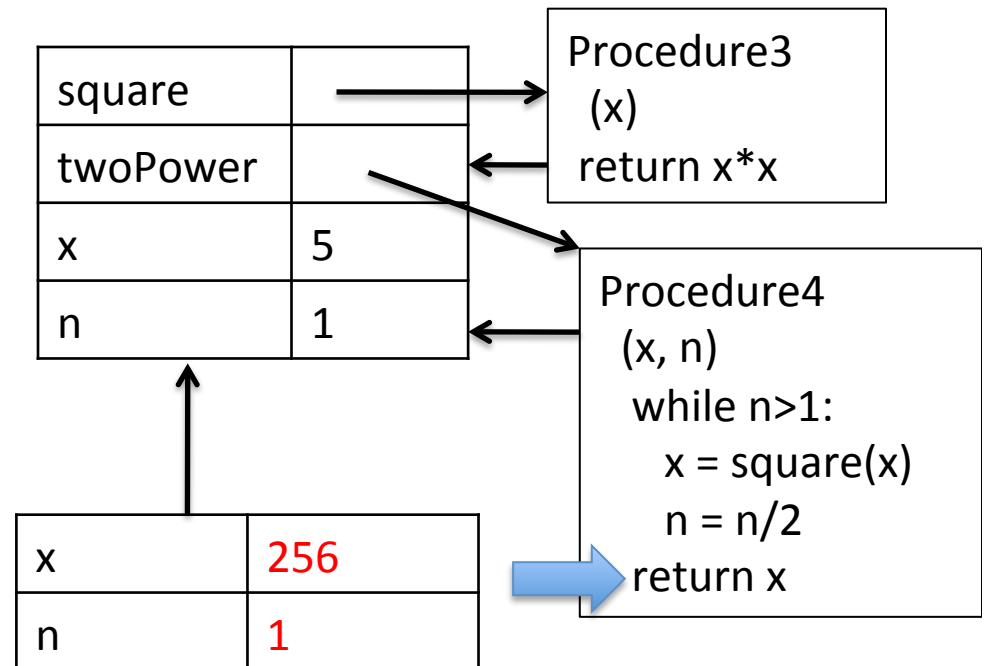 square
twoPower
x 5
n 1
Procedure3
(x)
return x*x
Procedure4
(x, n)
while n>1:
x = square(x)
n = n/2
return x
x 256
n 1